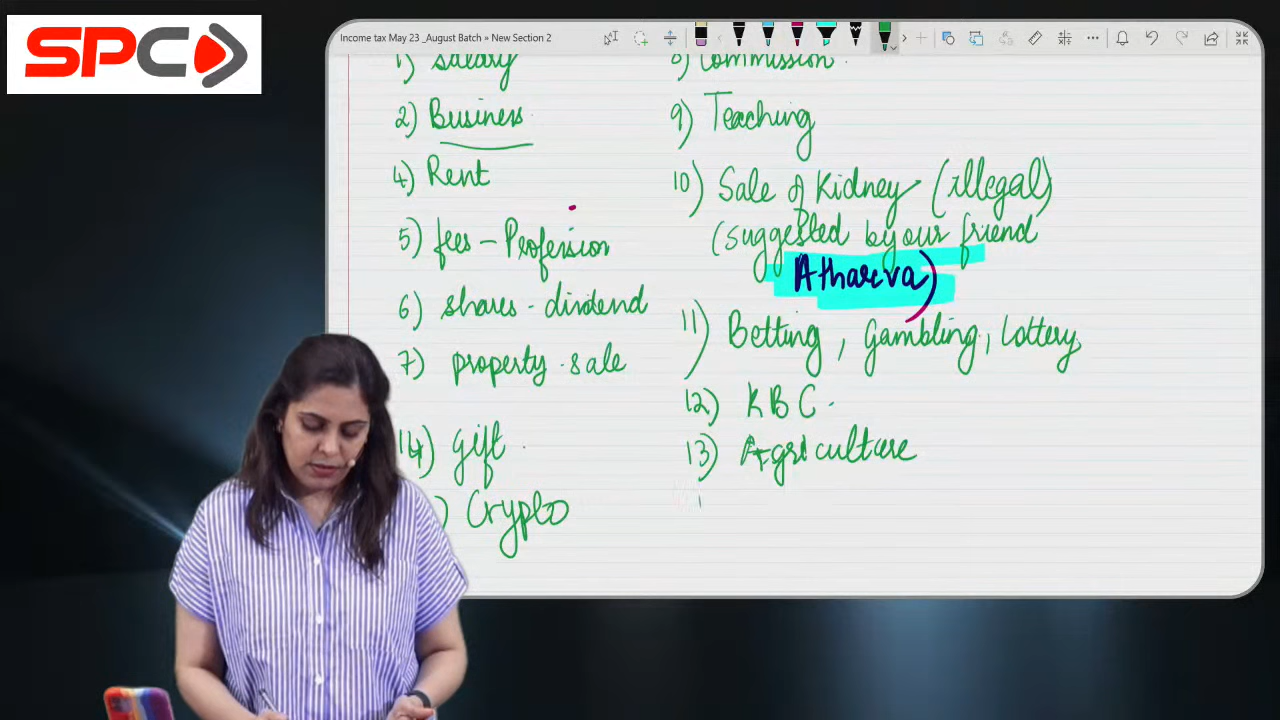 SPC
Income tax May 23 _August Batch » New Section 2
1) Salary
2) Business
4) Rent
5) fees - Profession
6) shares - dividend
7) property sale
14) gift
) Crypto
8) Commission
9) Teaching
10) Sale of Kidney (illegal)
(suggested by our friend
Atharva)
11) Betting, Gambling, Lottery
12) KBC
13) Agriculture